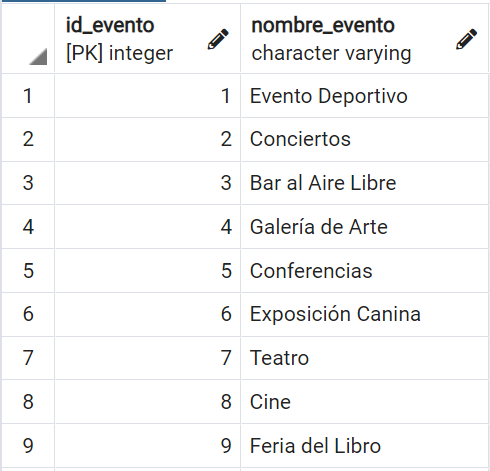 id_evento nombre_evento
[PK] integer character varying
1 1 Evento Deportivo
2 2 Conciertos
3 3 Bar al Aire Libre
4 4 Galería de Arte
5 5 Conferencias
6 6 Exposición Canina
7 7 Teatro
8 8 Cine
9 9 Feria del Libro